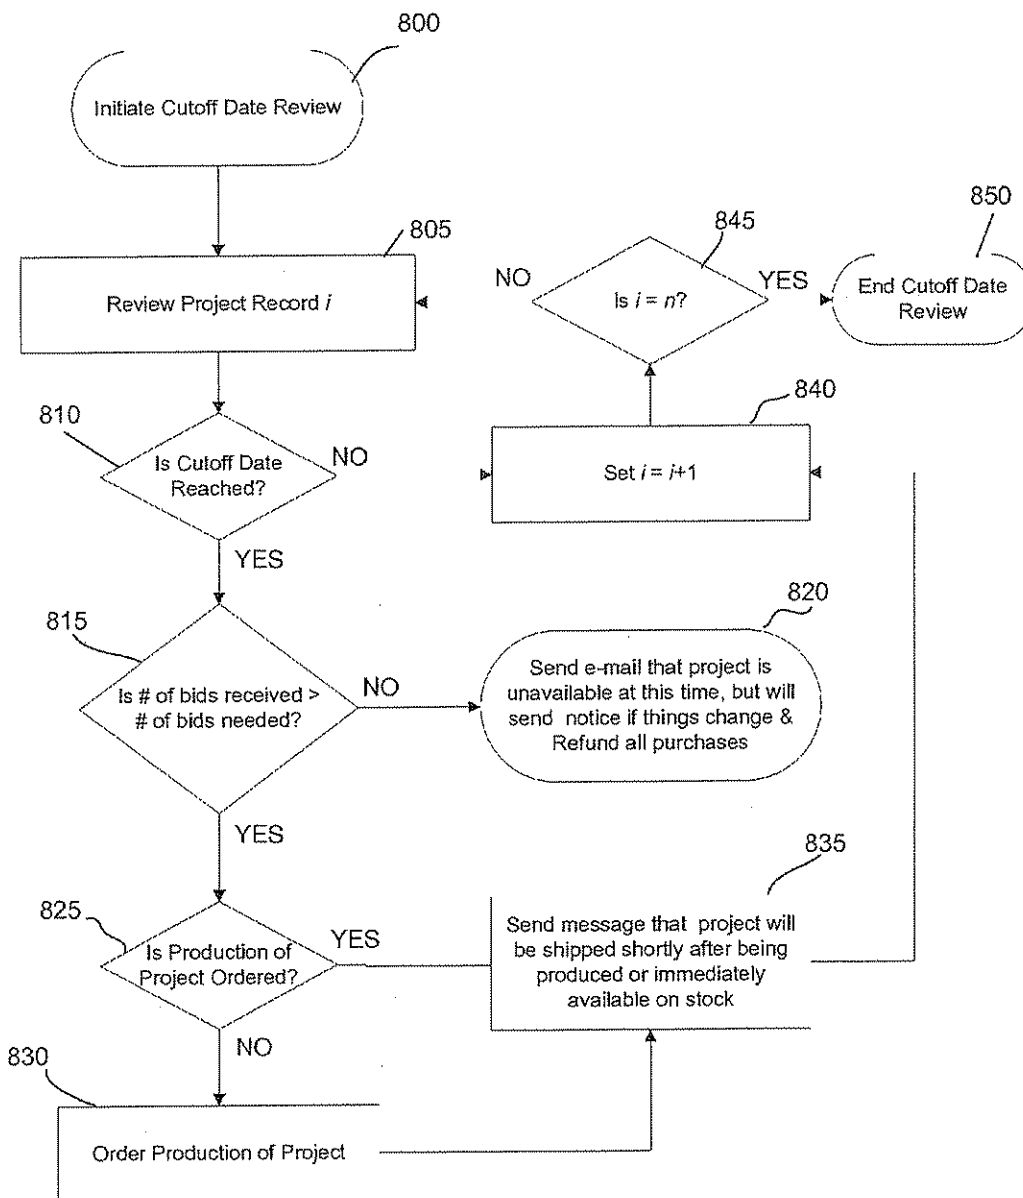 800
Initiate Cutoff Date Review
805
Review Project Record i
810
Is Cutoff Date
Reached?
NO
YES
845
NO
Is i = n?
YES
850
End Cutoff Date
Review
840
Set i = i+1
815
Is # of bids received >
# of bids needed?
NO
YES
820
Send e-mail that project is
unavailable at this time, but will
send notice if things change &
Refund all purchases
825
Is Production of
Project Ordered?
YES
NO
835
Send message that project will
be shipped shortly after being
produced or immediately
available on stock
830
Order Production of Project